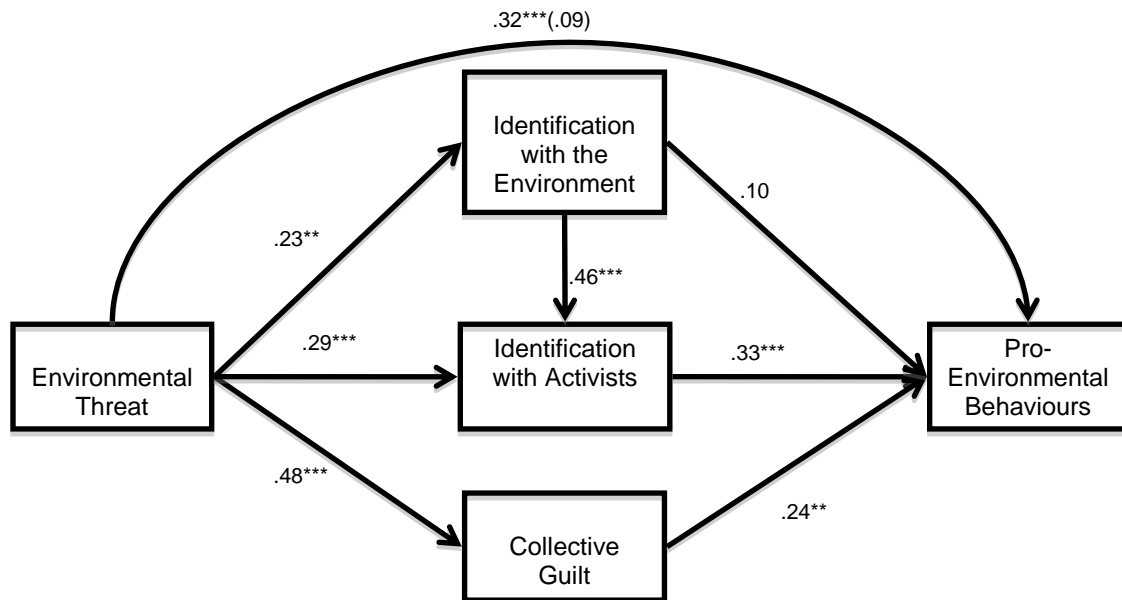 .32***(.09)
Identification
with the
Environment
.10
.23**
.46***
.29***
Identification
with Activists
.33***
Pro-
Environmental
Behaviours
Environmental
Threat
.48***
.24**
Collective
Guilt